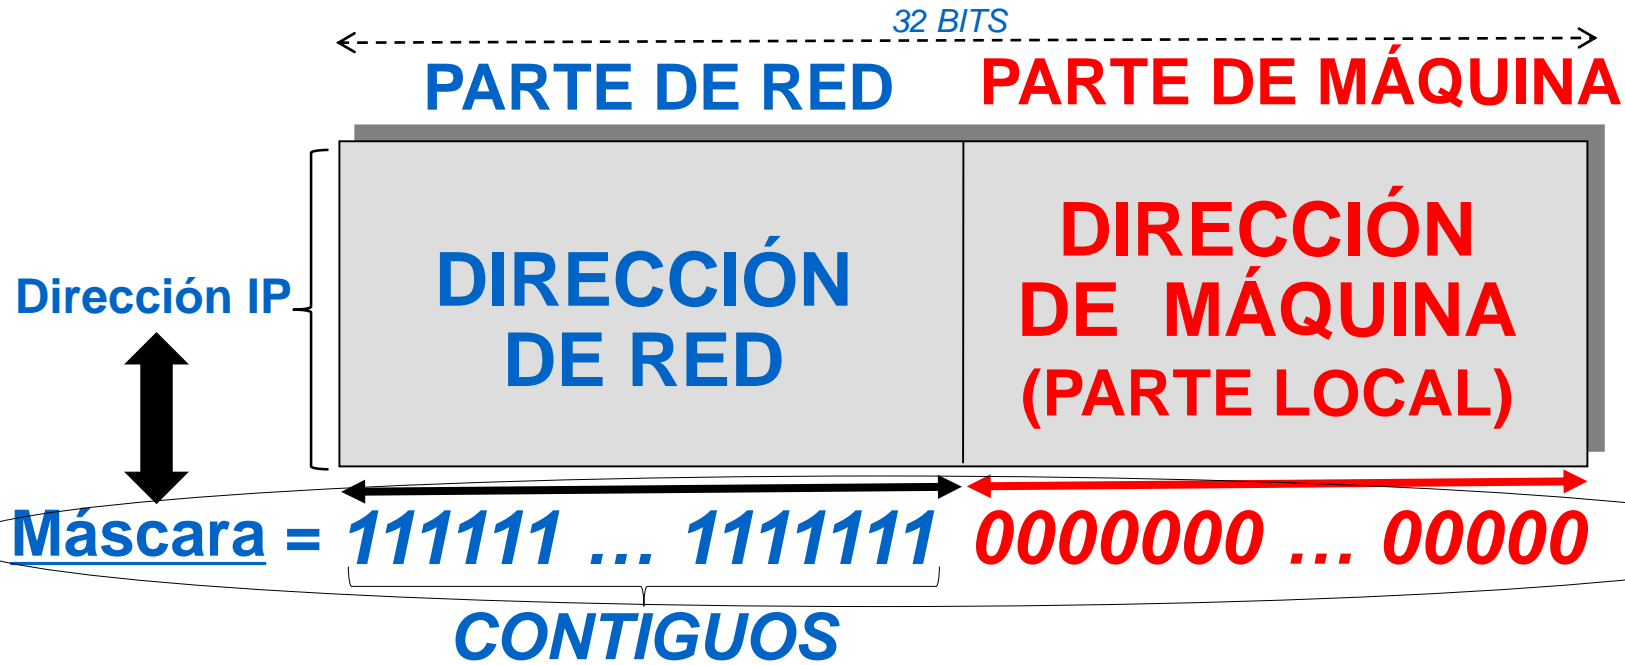 32 BITS
PARTE DE RED PARTE DE MÁQUINA
DIRECCIÓN
DE RED
DIRECCIÓN
DE MÁQUINA
(PARTE LOCAL)
Dirección IP
Máscara = 111111 ... 1111111 0000000 ... 00000
CONTIGUOS